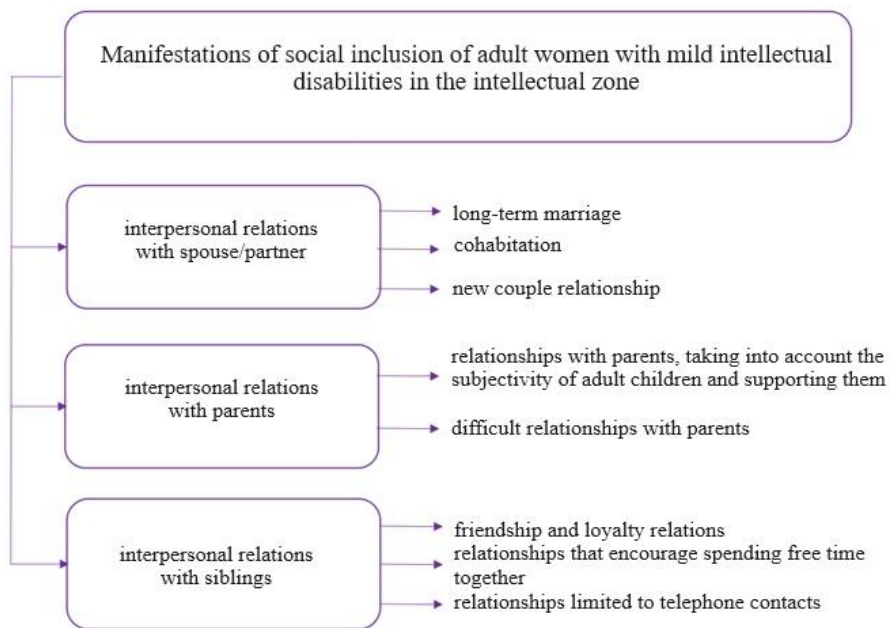 Manifestations of social inclusion of adult women with mild intellectual
disabilities in the intellectual zone
interpersonal relations
with spouse/partner
long-term marriage
cohabitation
new couple relationship
interpersonal relations
with parents
relationships with parents, taking into account the
subjectivity of adult children and supporting them
difficult relationships with parents
interpersonal relations
with siblings
friendship and loyalty relations
relationships that encourage spending free time
together
relationships limited to telephone contacts